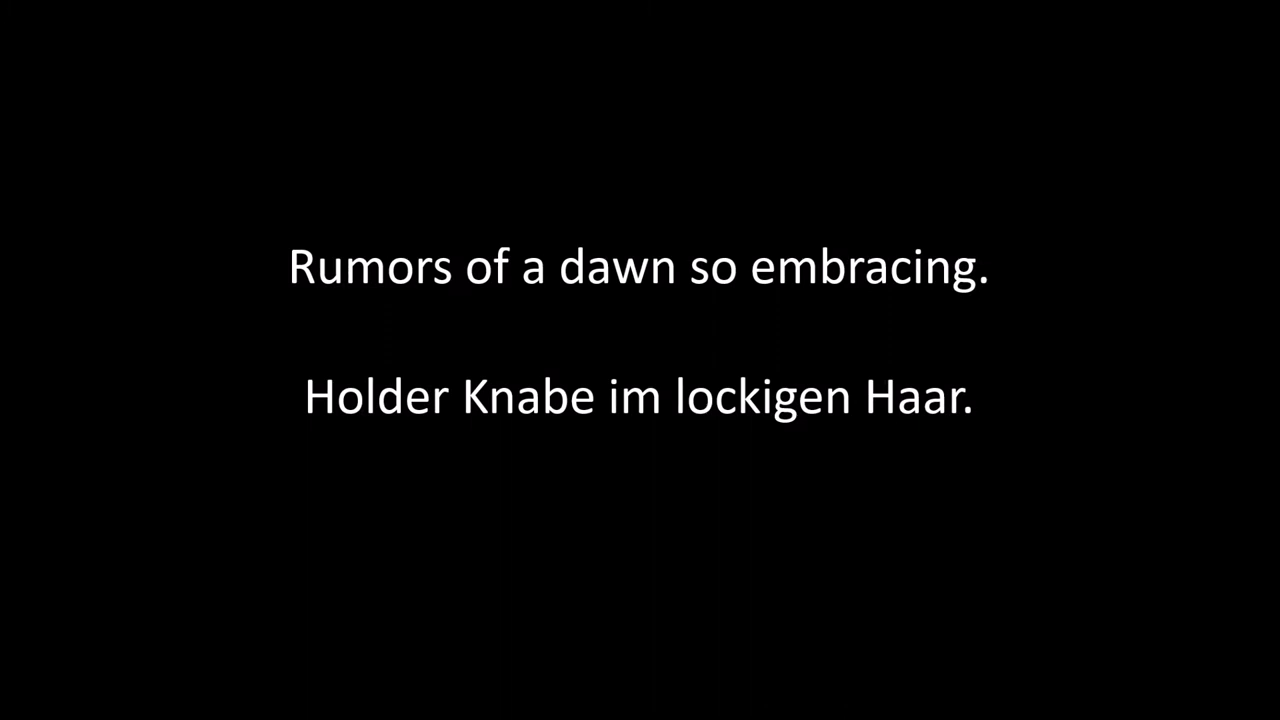 Rumors of a dawn so embracing.
Holder Knabe im lockigen Haar.